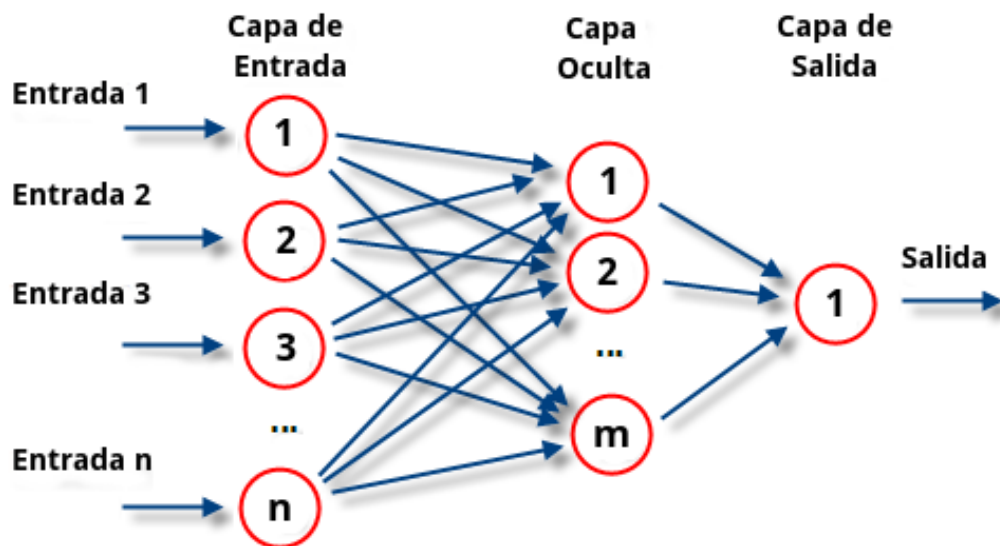 Capa de
Entrada
Capa
Oculta
Capa de
Salida
Entrada 1
1
Entrada 2
2
Entrada 3
3
...
Entrada n
n
1
2
...
m
1
Salida